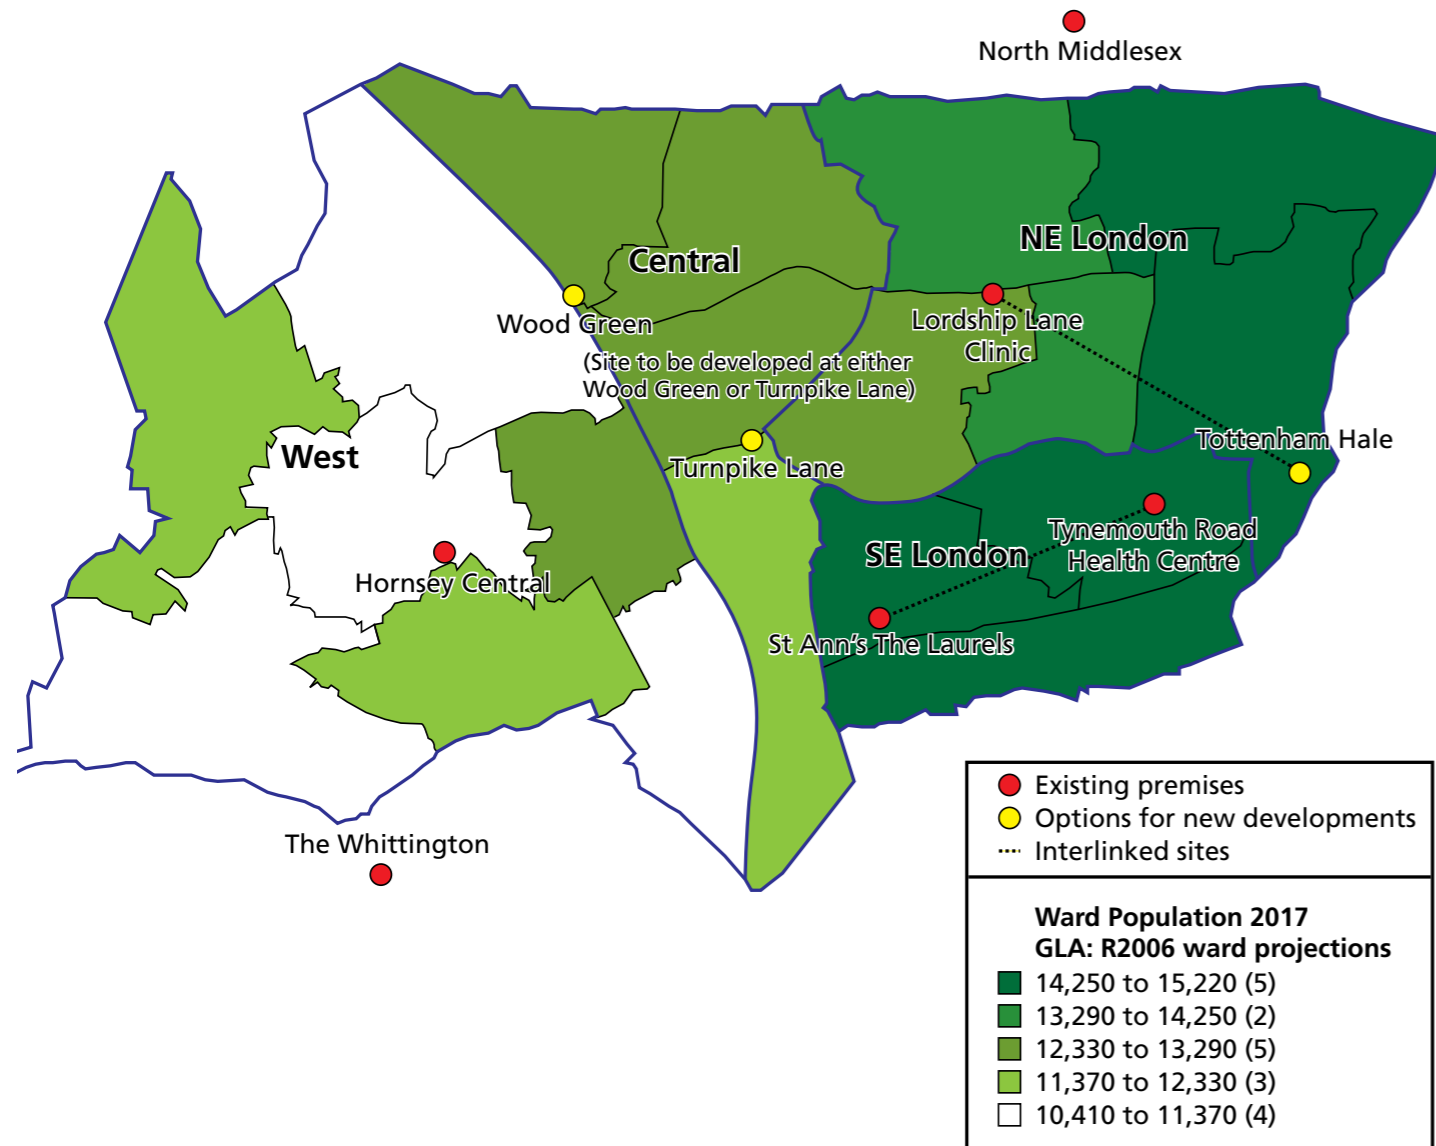 North Middlesex
NE London
Central
Wood Green
Lordship Lane
Clinic
(Site to be developed at either
Wood Green or Turnpike Lane)
Tottenham Hale
West
Turnpike Lane
Tynemouth Road
Health Centre
SE London
Hornsey Central
St Ann's The Laurels
The Whittington
Existing premises
Options for new developments
Interlinked sites
Ward Population 2017
GLA: R2006 ward projections
14,250 to 15,220 (5)
13,290 to 14,250 (2)
12,330 to 13,290 (5)
11,370 to 12,330 (3)
10,410 to 11,370 (4)